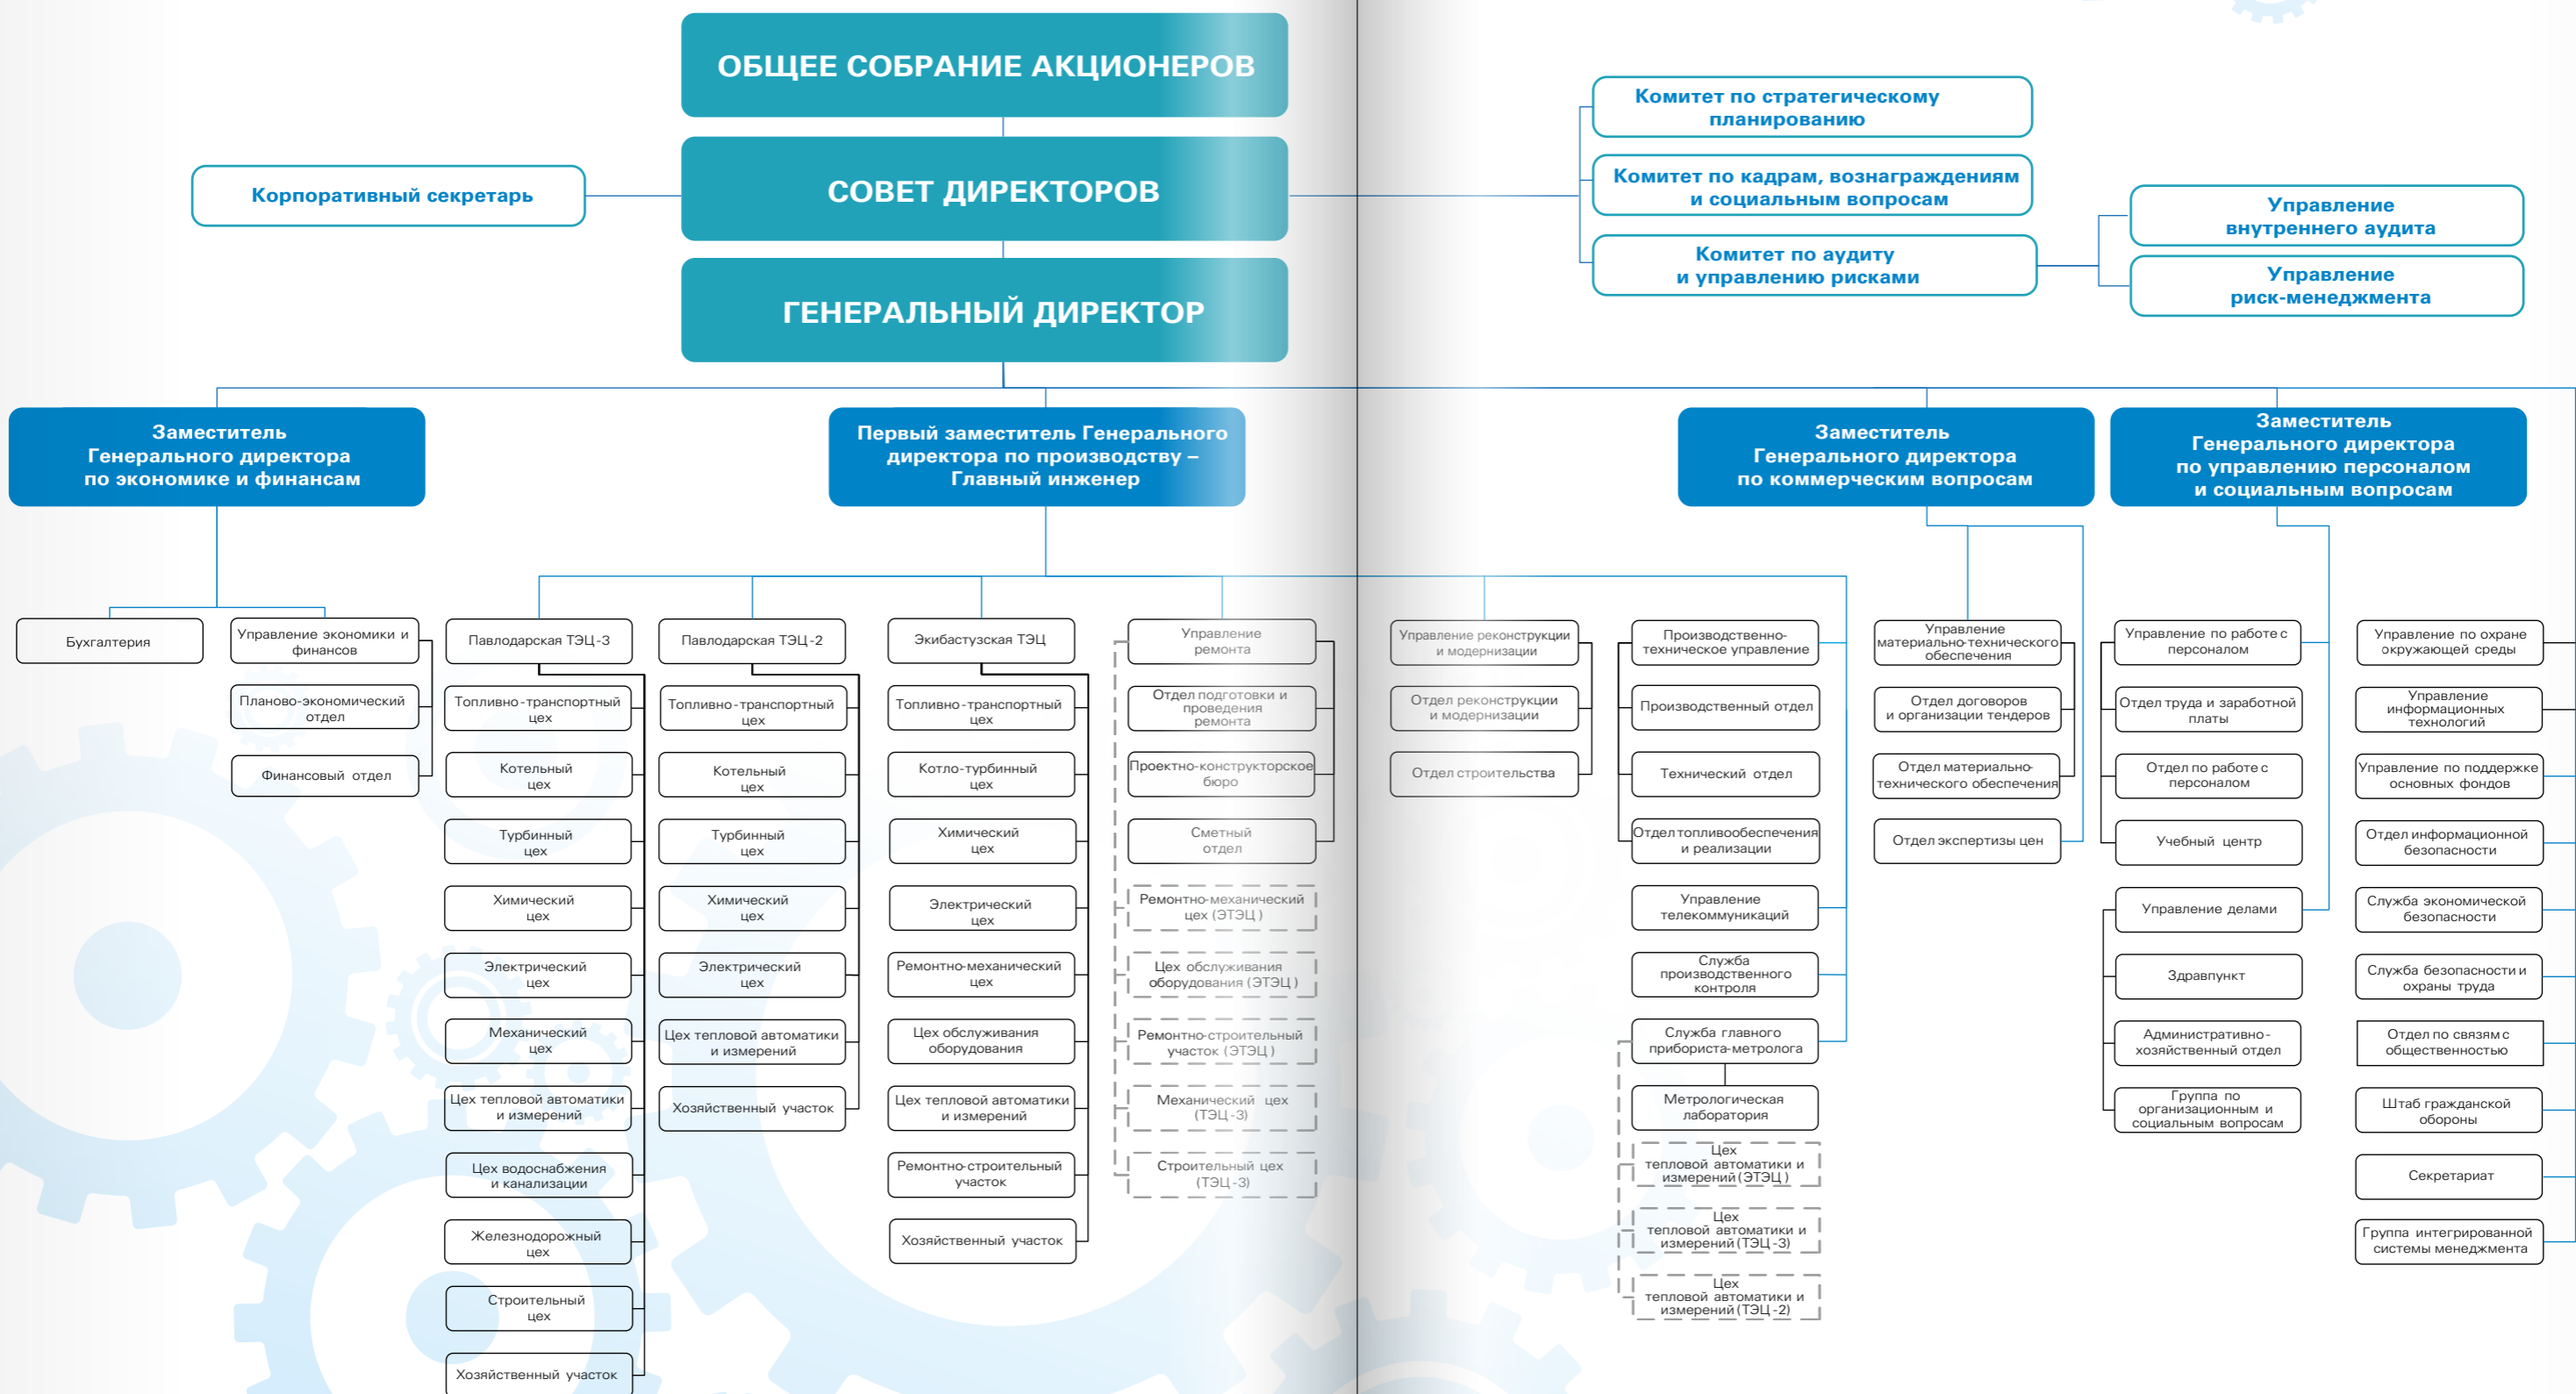 ОБЩЕЕ СОБРАНИЕ АКЦИОНЕРОВ
СОВЕТ ДИРЕКТОРОВ
ГЕНЕРАЛЬНЫЙ ДИРЕКТОР
Корпоративный секретарь
Комитет по стратегическому
планированию
Комитет по кадрам, вознаграждениям
и социальным вопросам
Комитет по аудиту
и управлению рисками
Управление
внутреннего аудита
Управление
риск-менеджмента
Заместитель
Генерального директора
по экономике и финансам
Первый заместитель Генерального
директора по производству –
Главный инженер
Заместитель
Генерального директора
по коммерческим вопросам
Заместитель
Генерального директора
по управлению персоналом
и социальным вопросам
Бухгалтерия
Управление экономики и
финансов
Планово-экономический
отдел
Финансовый отдел
Павлодарская ТЭЦ-3
Топливно-транспортный
цех
Котельный
цех
Турбинный
цех
Химический
цех
Электрический
цех
Механический
цех
Цех тепловой автоматики
и измерений
Цех водоснабжения
и канализации
Железнодорожный
цех
Строительный
цех
Хозяйственный участок
Павлодарская ТЭЦ-2
Топливно-транспортный
цех
Котельный
цех
Турбинный
цех
Химический
цех
Электрический
цех
Цех тепловой автоматики
и измерений
Хозяйственный участок
Экибастузская ТЭЦ
Топливно-транспортный
цех
Котло-турбинный
цех
Химический
цех
Электрический
цех
Ремонтно-механический
цех
Цех обслуживания
оборудования
Цех тепловой автоматики
и измерений
Ремонтно-строительный
участок
Хозяйственный участок
Управление
ремонта
Отдел подготовки и
проведения
ремонта
Проектно-конструкторское
бюро
Сметный
отдел
Ремонтно-механический
цех (ЭТЭЦ)
Цех обслуживания
оборудования (ЭТЭЦ)
Ремонтно-строительный
участок (ЭТЭЦ)
Механический цех
(ТЭЦ-3)
Строительный цех
(ТЭЦ-3)
Управление реконструкции
и модернизации
Отдел реконструкции
и модернизации
Отдел строительства
Производственно-
техническое управление
Производственный отдел
Технический отдел
Отдел топливообеспечения
и реализации
Управление
телекоммуникаций
Служба
производственного
контроля
Служба главного
прибориста-метролога
Метрологическая
лаборатория
Цех
тепловой автоматики и
измерений (ЭТЭЦ)
Цех
тепловой автоматики и
измерений (ТЭЦ-3)
Цех
тепловой автоматики и
измерений (ТЭЦ-2)
Управление
материально-технического
обеспечения
Отдел договоров
и организации тендеров
Отдел материально-
технического обеспечения
Отдел экспертизы цен
Управление по работе с
персоналом
Отдел труда и заработной
платы
Отдел по работе с
персоналом
Учебный центр
Управление делами
Здравпункт
Административно-
хозяйственный отдел
Группа по
организационным и
социальным вопросам
Управление по охране
окружающей среды
Управление
информационных
технологий
Управление по поддержке
основных фондов
Отдел информационной
безопасности
Служба экономической
безопасности
Служба безопасности и
охраны труда
Отдел по связям с
общественностью
Штаб гражданской
обороны
Секретариат
Группа интегрированной
системы менеджмента